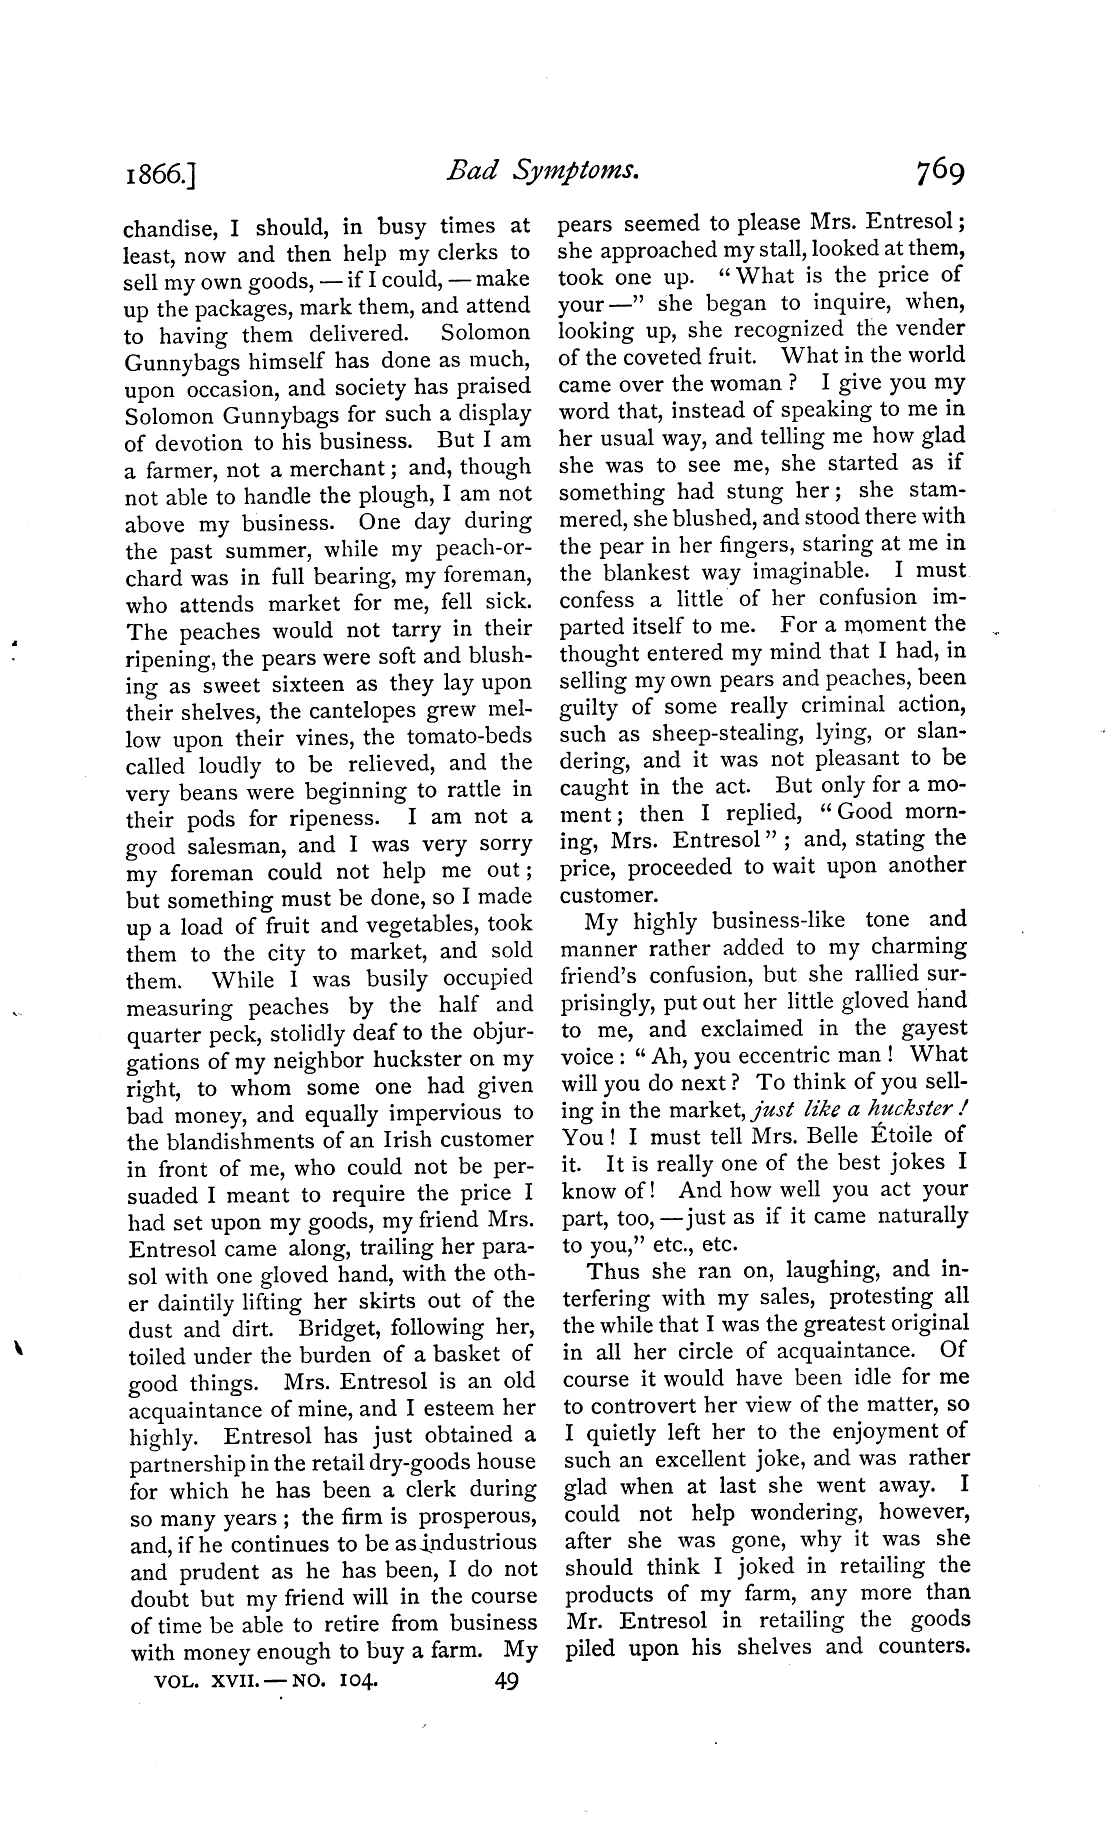 1866.] Bad Symptoms. 769
chandise, I should, in busy times at
least, now and then help my clerks to
sell my own goods, — if I could, — make
up the packages, mark them, and attend
to having them delivered. Solomon
Gunnybags himself has done as much,
upon occasion, and society has praised
Solomon Gunnybags for such a display
of devotion to his business. But I am
a farmer, not a merchant; and, though
not able to handle the plough, I am not
above my business. One day during
the past summer, while my peach-or-
chard was in full bearing, my foreman,
who attends market for me, fell sick.
The peaches would not tarry in their
ripening, the pears were soft and blush-
ing as sweet sixteen as they lay upon
their shelves, the cantelopes grew mel-
low upon their vines, the tomato-beds
called loudly to be relieved, and the
very beans were beginning to rattle in
their pods for ripeness. I am not a
good salesman, and I was very sorry
my foreman could not help me out;
but something must be done, so I made
up a load of fruit and vegetables, took
them to the city to market, and sold
them. While I was busily occupied
measuring peaches by the half and
quarter peck, stolidly deaf to the objur-
gations of my neighbor huckster on my
right, to whom some one had given
bad money, and equally impervious to
the blandishments of an Irish customer
in front of me, who could not be per-
suaded I meant to require the price I
had set upon my goods, my friend Mrs.
Entresol came along, trailing her para-
sol with one gloved hand, with the oth-
er daintily lifting her skirts out of the
dust and dirt. Bridget, following her,
toiled under the burden of a basket of
good things. Mrs. Entresol is an old
acquaintance of mine, and I esteem her
highly. Entresol has just obtained a
partnership in the retail dry-goods house
for which he has been a clerk during
so many years; the firm is prosperous,
and, if he continues to be as industrious
and prudent as he has been, I do not
doubt but my friend will in the course
of time be able to retire from business
with money enough to buy a farm. My
VOL. XVII. — NO. 104. 49
pears seemed to please Mrs. Entresol;
she approached my stall, looked at them,
took one up. "What is the price of
your —" she began to inquire, when,
looking up, she recognized the vender
of the coveted fruit. What in the world
came over the woman? I give you my
word that, instead of speaking to me in
her usual way, and telling me how glad
she was to see me, she started as if
something had stung her; she stam-
mered, she blushed, and stood there with
the pear in her fingers, staring at me in
the blankest way imaginable. I must
confess a little of her confusion im-
parted itself to me. For a moment the
thought entered my mind that I had, in
selling my own pears and peaches, been
guilty of some really criminal action,
such as sheep-stealing, lying, or slan-
dering, and it was not pleasant to be
caught in the act. But only for a mo-
ment; then I replied, "Good morn-
ing, Mrs. Entresol"; and, stating the
price, proceeded to wait upon another
customer.
My highly business-like tone and
manner rather added to my charming
friend's confusion, but she rallied sur-
prisingly, put out her little gloved hand
to me, and exclaimed in the gayest
voice: "Ah, you eccentric man! What
will you do next? To think of you sell-
ing in the market, just like a huckster!
You! I must tell Mrs. Belle Étoile of
it. It is really one of the best jokes I
know of! And how well you act your
part, too, — just as if it came naturally
to you," etc., etc.
Thus she ran on, laughing, and in-
terfering with my sales, protesting all
the while that I was the greatest original
in all her circle of acquaintance. Of
course it would have been idle for me
to controvert her view of the matter, so
I quietly left her to the enjoyment of
such an excellent joke, and was rather
glad when at last she went away. I
could not help wondering, however,
after she was gone, why it was she
should think I joked in retailing the
products of my farm, any more than
Mr. Entresol in retailing the goods
piled upon his shelves and counters.